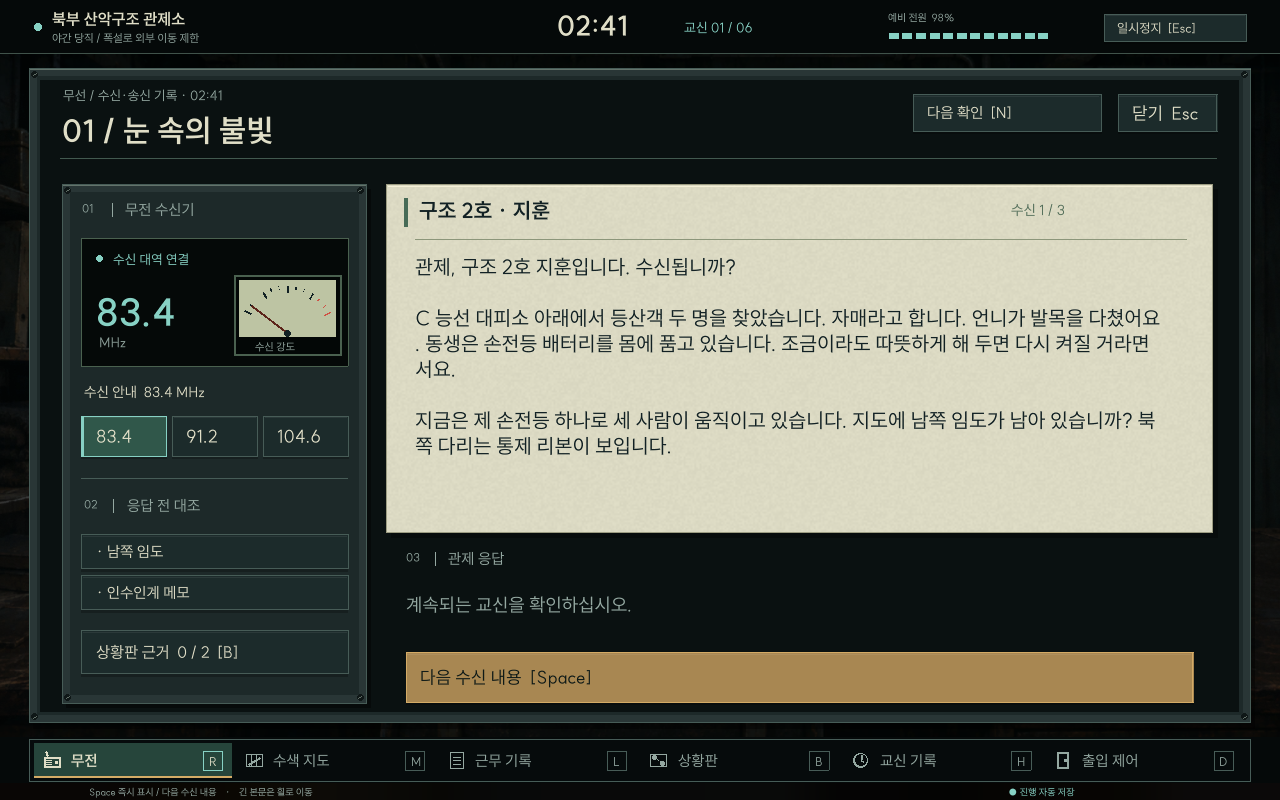 북부 산악구조 관제소
야간 당직 / 폭설로 외부 이동 제한
02:41
교신 01 / 06
예비 전원 98%
일시정지 [Esc]
무선 / 수신·송신 기록 · 02:41
01 / 눈 속의 불빛
다음 확인 [N]
닫기 Esc
01 | 무전 수신기
수신 대역 연결
83.4
MHz
수신 강도
수신 안내 83.4 MHz
83.4
91.2
104.6
02 | 응답 전 대조
· 남쪽 임도
· 인수인계 메모
상황판 근거 0 / 2 [B]
구조 2호 · 지훈
수신 1 / 3
관제, 구조 2호 지훈입니다. 수신됩니까?
C 능선 대피소 아래에서 등산객 두 명을 찾았습니다. 자매라고 합니다. 언니가 발목을 다쳤어요
. 동생은 손전등 배터리를 몸에 품고 있습니다. 조금이라도 따뜻하게 해 두면 다시 켜질 거라면
서요.
지금은 제 손전등 하나로 세 사람이 움직이고 있습니다. 지도에 남쪽 임도가 남아 있습니까? 북
쪽 다리는 통제 리본이 보입니다.
03 | 관제 응답
계속되는 교신을 확인하십시오.
다음 수신 내용 [Space]
무전 R
수색 지도 M
근무 기록 L
상황판 B
교신 기록 H
출입 제어 D
Space 즉시 표시 / 다음 수신 내용 · 긴 본문은 휠로 이동
진행 자동 저장